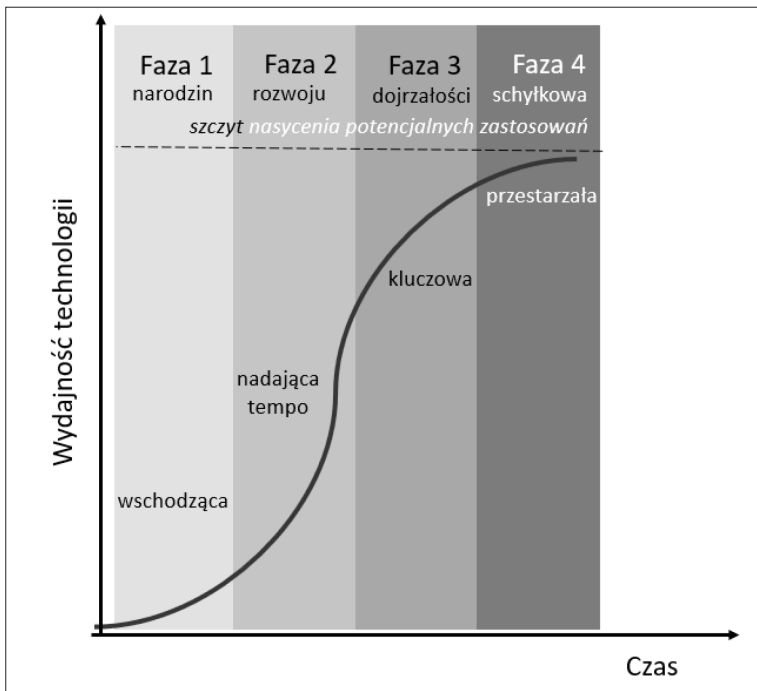 Faza 1
narodzin
Faza 2
rozwoju
Faza 3
dojrzałości
Faza 4
schyłkowa
szczyt nasycenia potencjalnych zastosowań
przestarzała
kluczowa
nadająca
tempo
wschodząca
Wydajność technologii
Czas